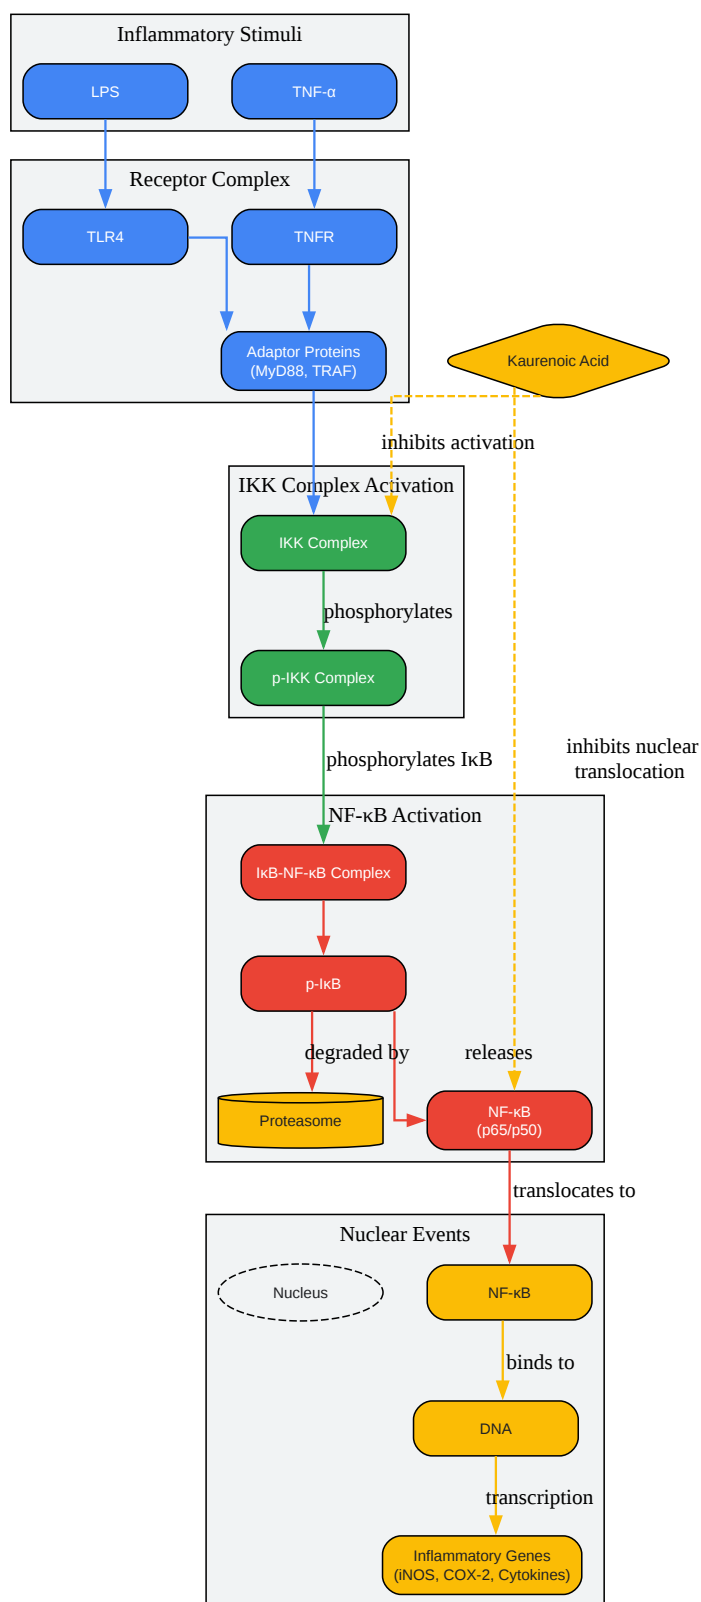 Inflammatory Stimuli
LPS
TNF-α
Receptor Complex
TLR4
TNFR
Adaptor Proteins
(MyD88, TRAF)
Kaurenoic Acid
inhibits activation
IKK Complex Activation
IKK Complex
phosphorylates
p-IKK Complex
inhibits nuclear
translocation
phosphorylates IκB
NF-κB Activation
IκB-NF-κB Complex
p-IκB
degraded by
releases
Proteasome
NF-κB
(p65/p50)
translocates to
Nuclear Events
Nucleus
NF-κB
binds to
DNA
transcription
Inflammatory Genes
(iNOS, COX-2, Cytokines)